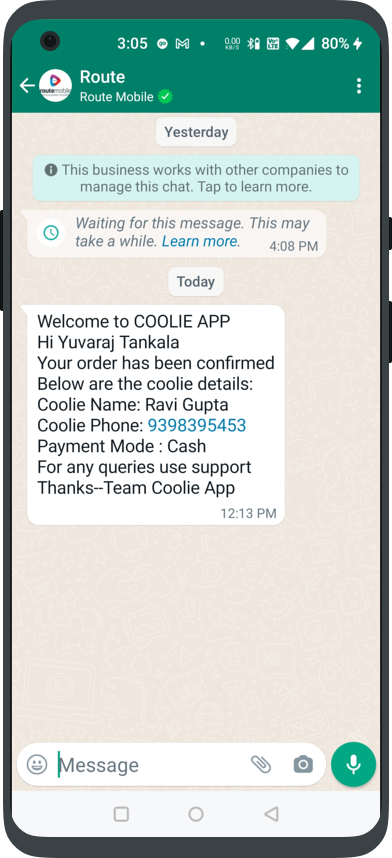 3:05
0.00
KB/S
80%
Route
Route Mobile
routemobile
Yesterday
This business works with other companies to
manage this chat. Tap to learn more.
Waiting for this message. This may
take a while. Learn more.
4:08 PM
Today
Welcome to COOLIE APP
Hi Yuvaraj Tankala
Your order has been confirmed
Below are the coolie details:
Coolie Name: Ravi Gupta
Coolie Phone: 9398395453
Payment Mode : Cash
For any queries use support
Thanks--Team Coolie App
12:13 PM
Message